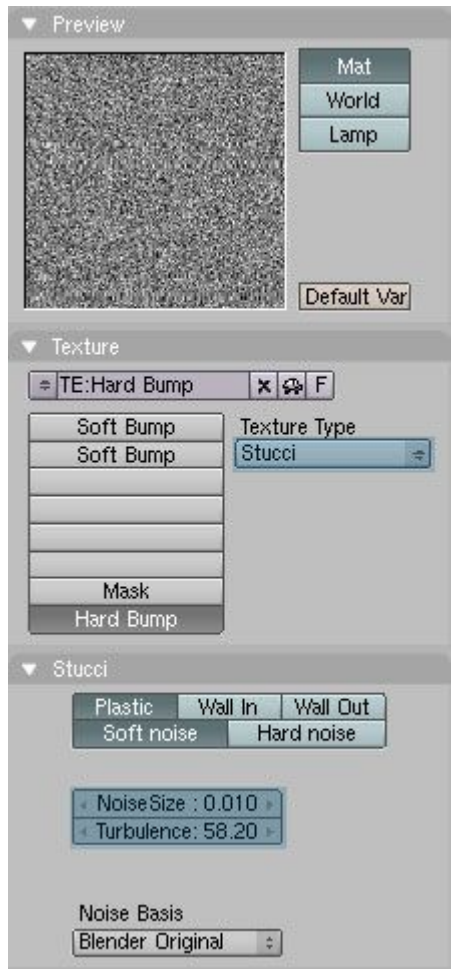 Preview
Mat
World
Lamp
Default Var
Texture
TE:Hard Bump F
Soft Bump
Texture Type
Soft Bump
Stucci
Mask
Hard Bump
Stucci
Plastic Wall In Wall Out
Soft noise Hard noise
NoiseSize : 0.010
Turbulence: 58.20
Noise Basis
Blender Original